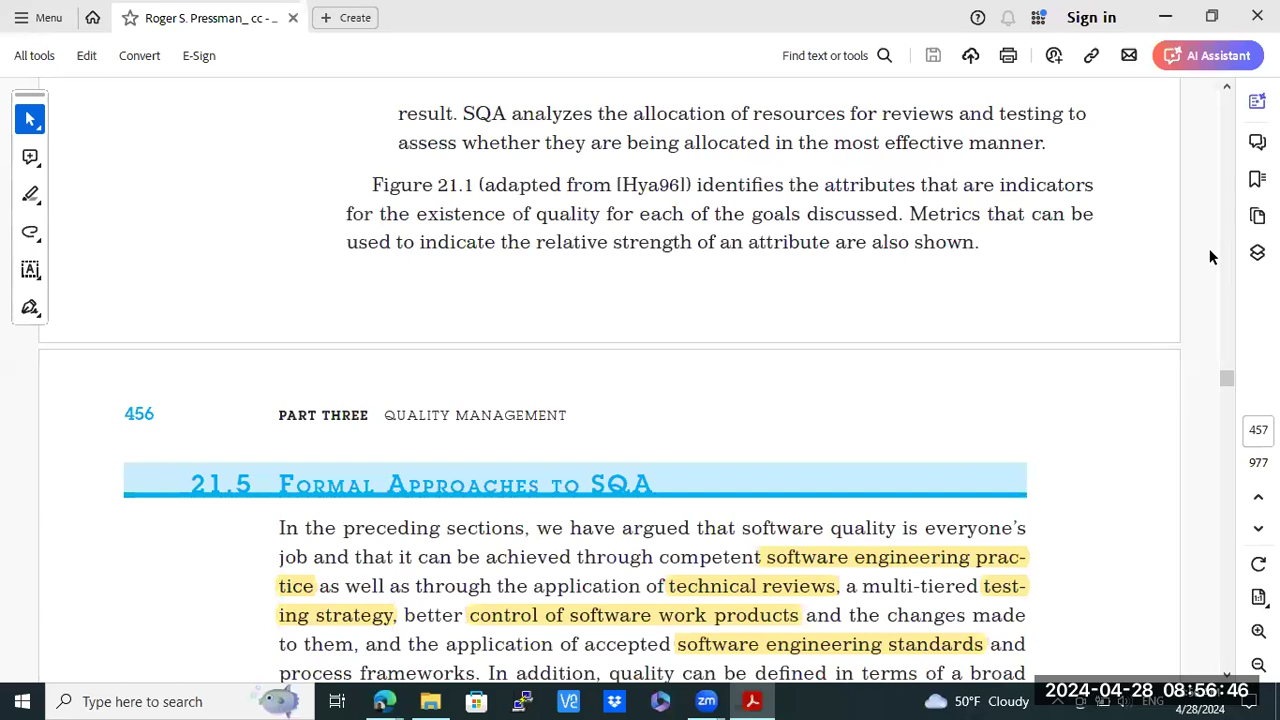 Menu
Roger S. Pressman_ cc - ...
Create
Sign in
All tools
Edit
Convert
E-Sign
Find text or tools
AI Assistant
result. SQA analyzes the allocation of resources for reviews and testing to
assess whether they are being allocated in the most effective manner.
Figure 21.1 (adapted from [Hya96]) identifies the attributes that are indicators
for the existence of quality for each of the goals discussed. Metrics that can be
used to indicate the relative strength of an attribute are also shown.
456 PART THREE QUALITY MANAGEMENT
21.5 FORMAL APPROACHES TO SQA
In the preceding sections, we have argued that software quality is everyone's
job and that it can be achieved through competent software engineering prac-
tice as well as through the application of technical reviews, a multi-tiered test-
ing strategy, better control of software work products and the changes made
to them, and the application of accepted software engineering standards and
process frameworks. In addition, quality can be defined in terms of a broad
457
977
Type here to search
50°F Cloudy
2024-04-28 08:56:46
4/28/2024